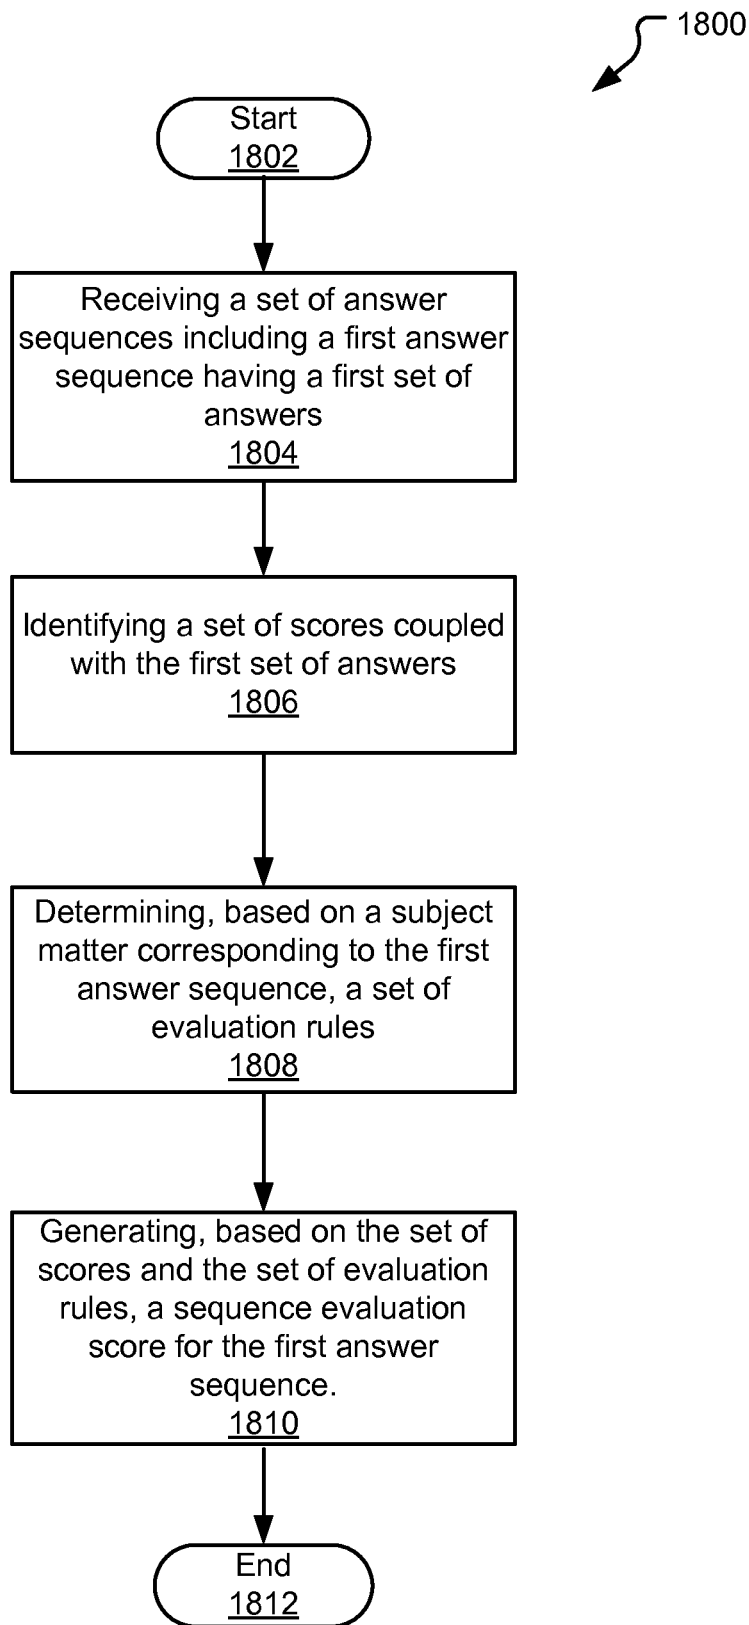 1800
Start
1802
Receiving a set of answer
sequences including a first answer
sequence having a first set of
answers
1804
Identifying a set of scores coupled
with the first set of answers
1806
Determining, based on a subject
matter corresponding to the first
answer sequence, a set of
evaluation rules
1808
Generating, based on the set of
scores and the set of evaluation
rules, a sequence evaluation
score for the first answer
sequence.
1810
End
1812